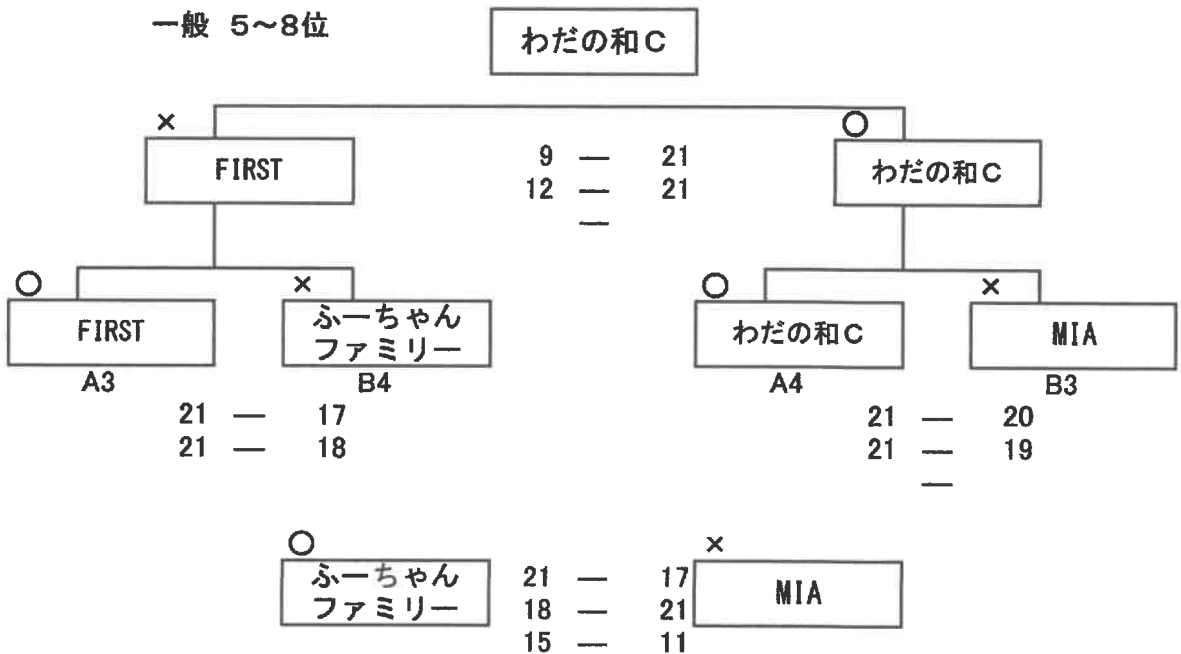 一般 5～8位
わだの和C
× ○
FIRST
わだの和C
9 ― 21
12 ― 21
―
○ ×
FIRST
ふーちゃん
ファミリー
○ ×
わだの和C
MIA
A3 B4
A4 B3
21 ― 17
21 ― 18
21 ― 20
21 ― 19
―
○ ×
ふーちゃん
ファミリー
21 ― 17
18 ― 21
15 ― 11
MIA